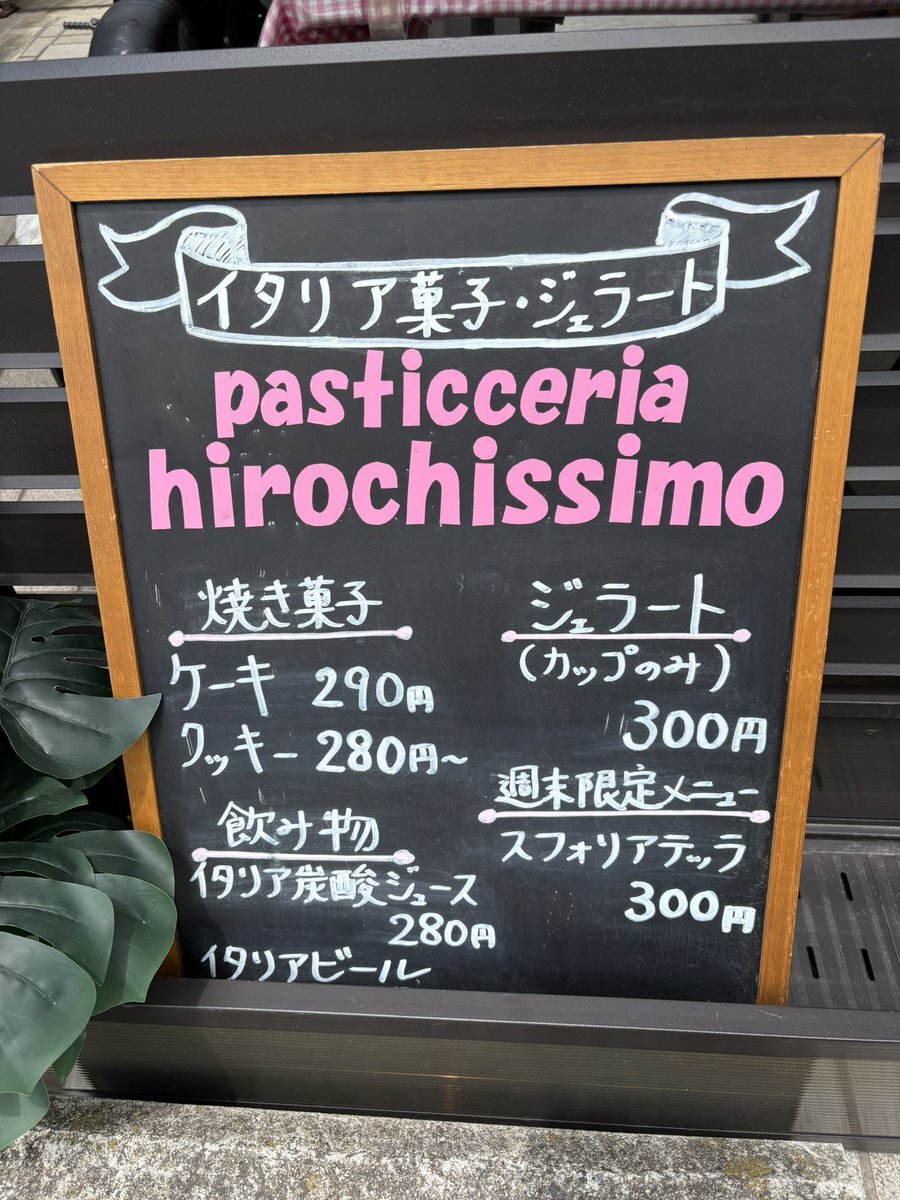 イタリア菓子・ジェラート
pasticceria
hirochissimo
焼き菓子
ケーキ 290円
クッキー 280円~
飲み物
イタリア炭酸ジュース
280円
イタリアビール
ジェラート
(カップのみ)
300円
週末限定メニュー
スフォリアテッラ
300円